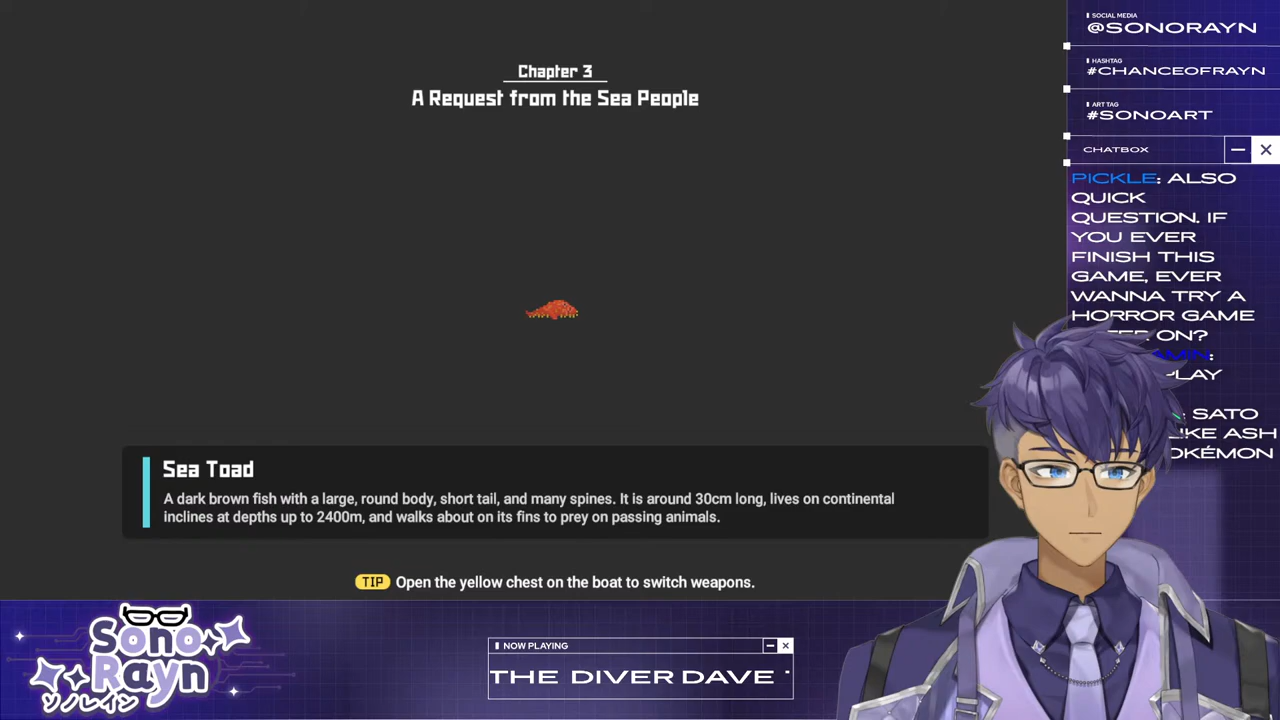 Chapter 3
A Request from the Sea People
Sea Toad
A dark brown fish with a large, round body, short tail, and many spines. It is around 30cm long, lives on continental
inclines at depths up to 2400m, and walks about on its fins to prey on passing animals.
TIP Open the yellow chest on the boat to switch weapons.
SOCIAL MEDIA
@SONORAYN
HASHTAG
#CHANCEOFRAYN
ART TAG
#SONOART
CHATBOX
PICKLE: ALSO
QUICK
QUESTION. IF
YOU EVER
FINISH THIS
GAME, EVER
WANNA TRY A
HORROR GAME
ON?
SATO
ASH
Sono
Rayn
ソノレイン
NOW PLAYING
THE DIVER DAVE